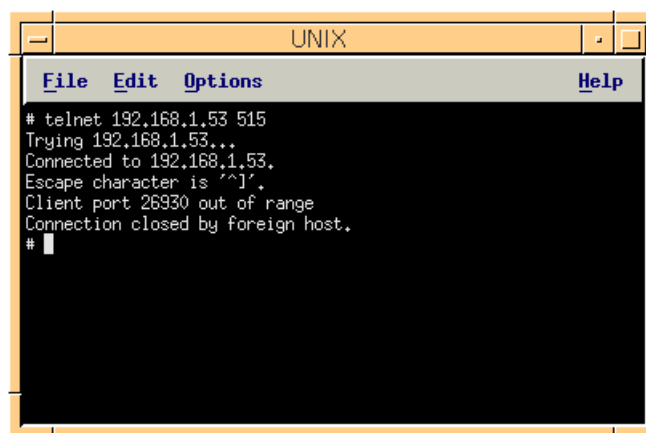 UNIX
File Edit Options Help
# telnet 192.168.1.53 515
Trying 192.168.1.53...
Connected to 192.168.1.53.
Escape character is '^]'.
Client port 26930 out of range
Connection closed by foreign host.
#